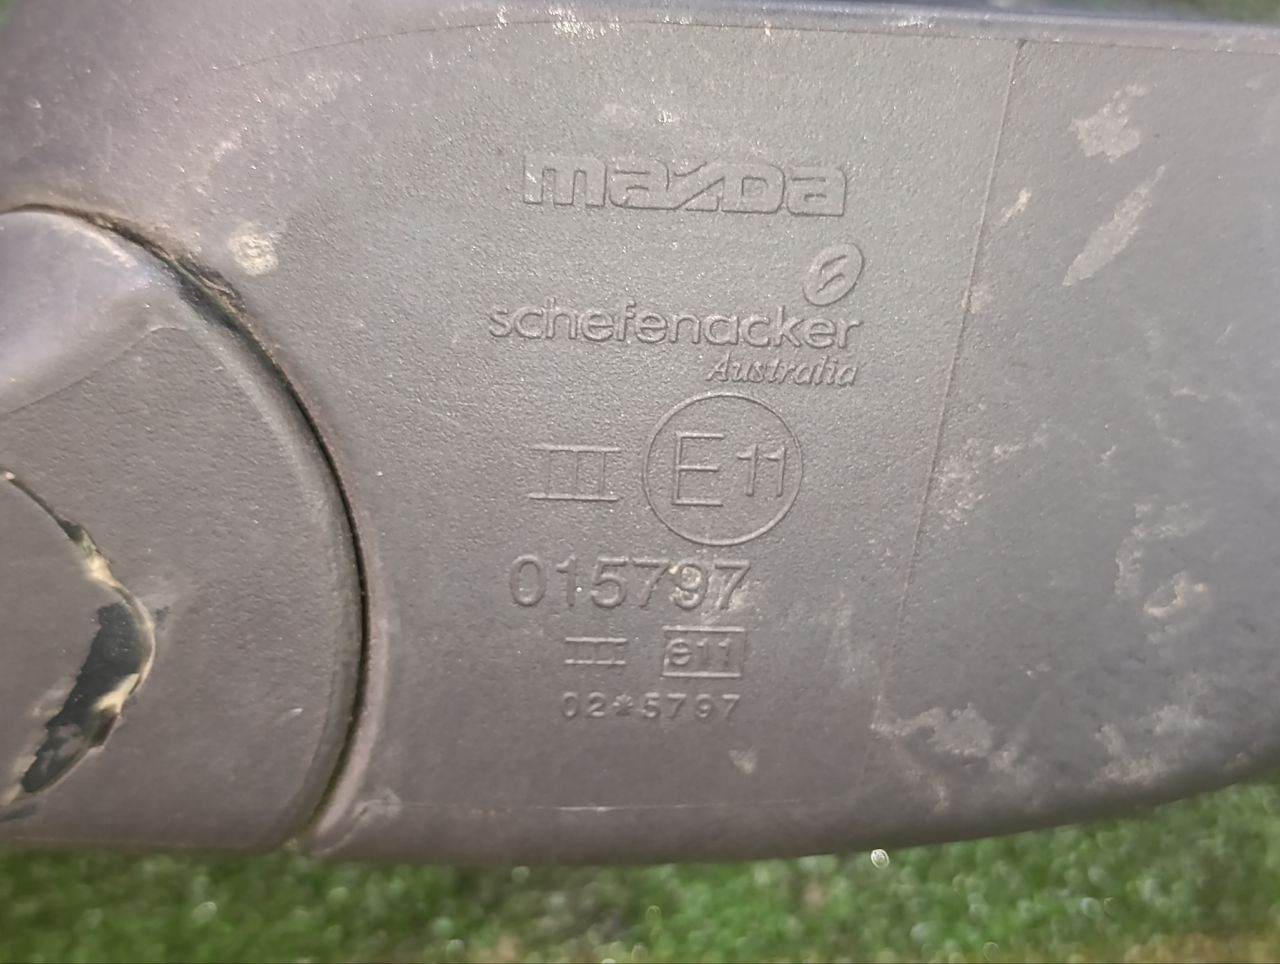 mazda
schefenacker
Australia
III E11
015797
III e11
02*5797